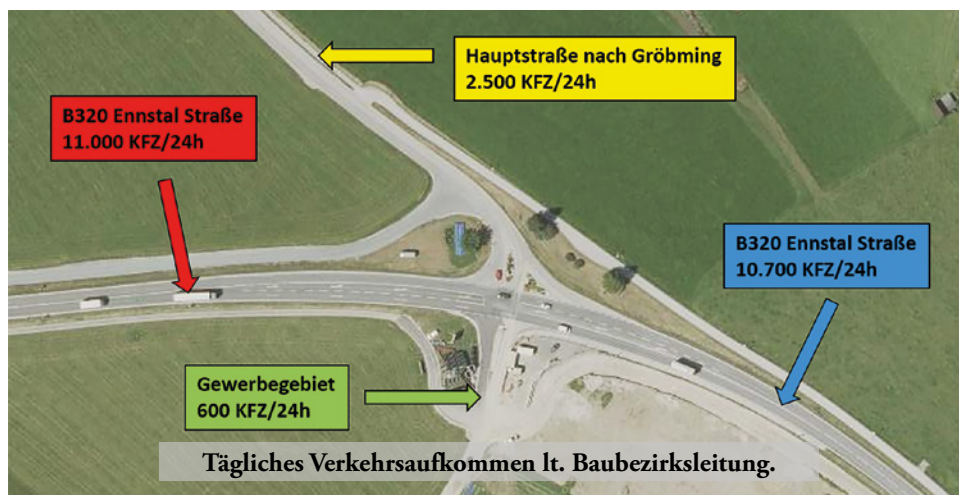 Hauptstraße nach Gröbming
2.500 KFZ/24h
B320 Ennstal Straße
11.000 KFZ/24h
B320 Ennstal Straße
10.700 KFZ/24h
Gewerbegebiet
600 KFZ/24h
Tägliches Verkehrsaufkommen lt. Baubezirksleitung.